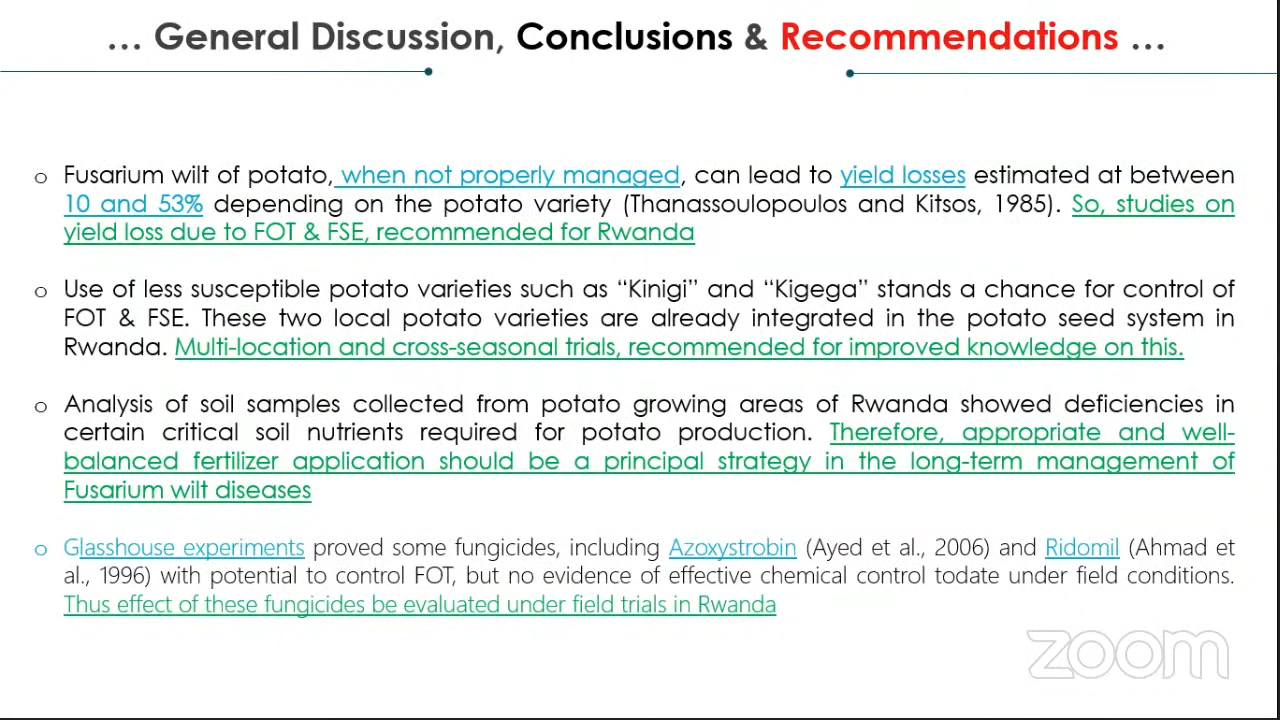 ... General Discussion, Conclusions & Recommendations ...
o Fusarium wilt of potato, when not properly managed, can lead to yield losses estimated at between
10 and 53% depending on the potato variety (Thanassoulopoulos and Kitsos, 1985). So, studies on
yield loss due to FOT & FSE, recommended for Rwanda
o Use of less susceptible potato varieties such as “Kinigi” and “Kigega” stands a chance for control of
FOT & FSE. These two local potato varieties are already integrated in the potato seed system in
Rwanda. Multi-location and cross-seasonal trials, recommended for improved knowledge on this.
o Analysis of soil samples collected from potato growing areas of Rwanda showed deficiencies in
certain critical soil nutrients required for potato production. Therefore, appropriate and well-
balanced fertilizer application should be a principal strategy in the long-term management of
Fusarium wilt diseases
o Glasshouse experiments proved some fungicides, including Azoxystrobin (Ayed et al., 2006) and Ridomil (Ahmad et
al., 1996) with potential to control FOT, but no evidence of effective chemical control todate under field conditions.
Thus effect of these fungicides be evaluated under field trials in Rwanda
zoom